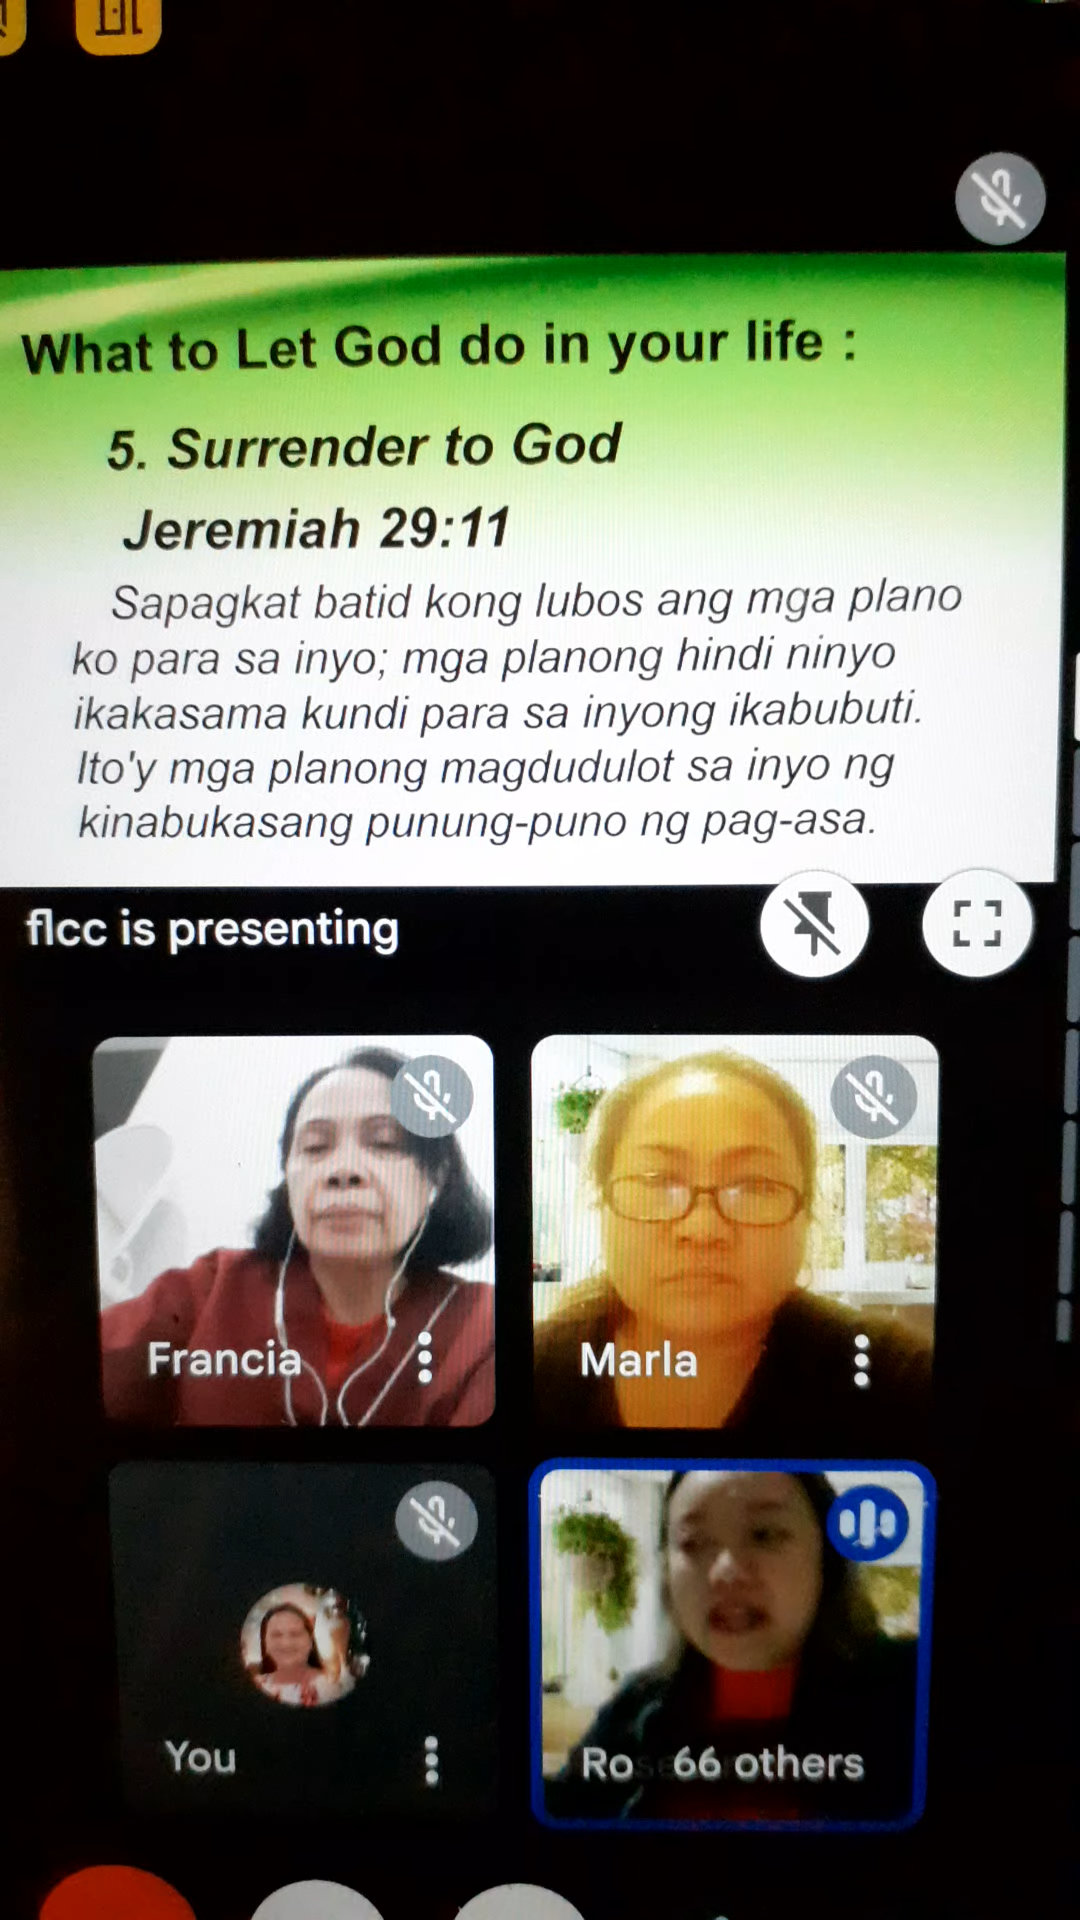 What to Let God do in your life :
5. Surrender to God
Jeremiah 29:11
Sapagkat batid kong lubos ang mga plano
ko para sa inyo; mga planong hindi ninyo
ikakasama kundi para sa inyong ikabubuti.
Ito'y mga planong magdudulot sa inyo ng
kinabukasang punung-puno ng pag-asa.
flcc is presenting
Francia
Marla
You
66 others